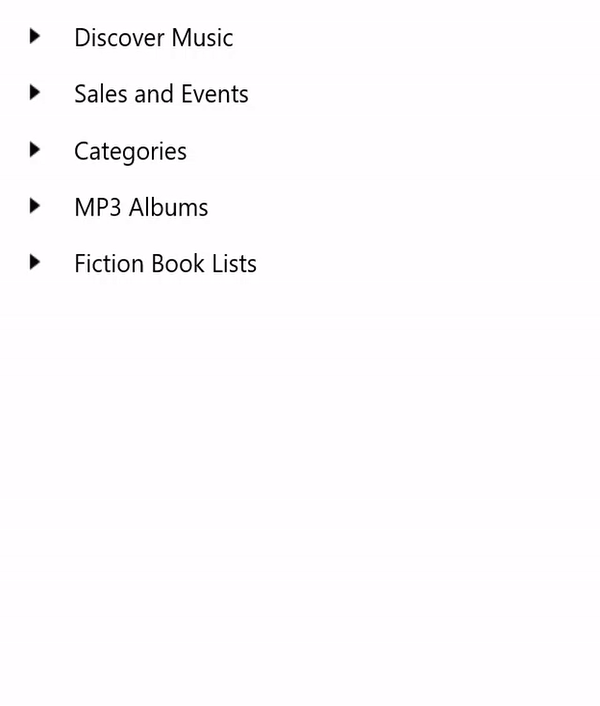 Discover Music
Sales and Events
Categories
MP3 Albums
Fiction Book Lists